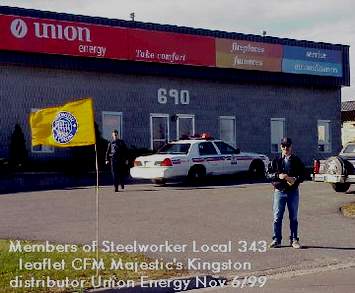 union
energy
Take comfort
fireplaces
furnaces
service
air conditioners
690
Members of Steelworker Local 343
leaflet CFM Majestic's Kingston
distributor Union Energy Nov 6/99